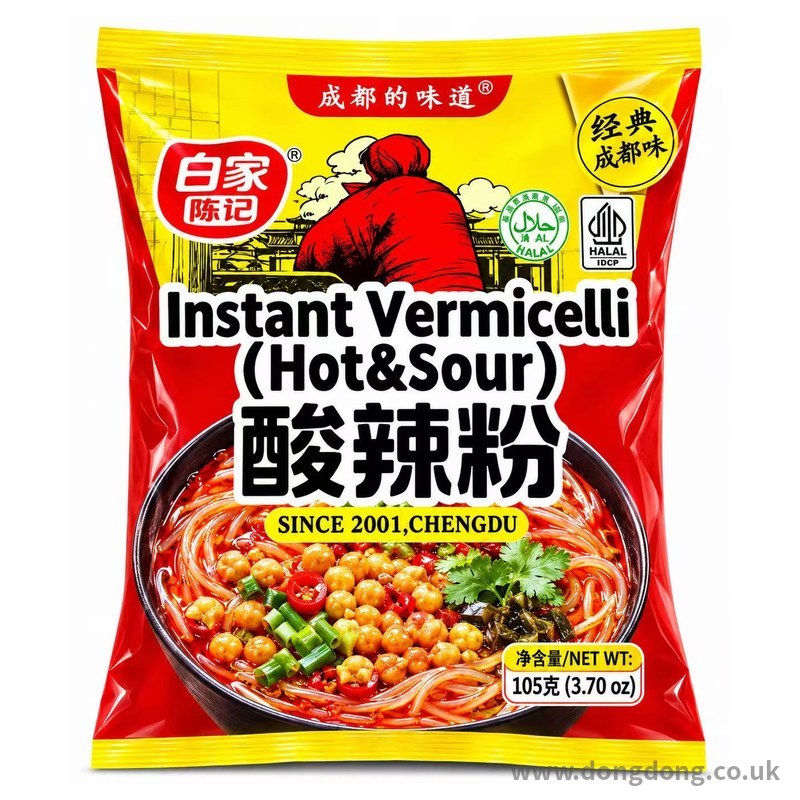 成都的味道®
经典
成都味
白家®
陈记
حلال
清 AL
HALAL
HALAL
IDCP
Instant Vermicelli
(Hot&Sour)
酸辣粉
SINCE 2001,CHENGDU
净含量/NET WT:
105克 (3.70 oz)
www.dongdong.co.uk